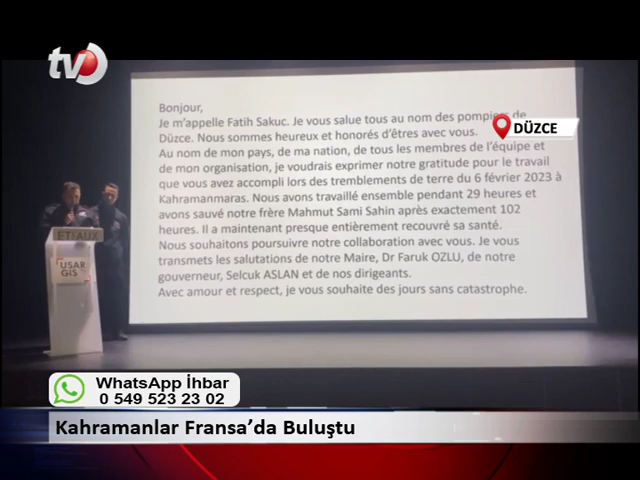 tv
Bonjour,
Je m'appelle Fatih Sakuc. Je vous salue tous au nom des pompiers de
Düzce. Nous sommes heureux et honorés d'êtres avec vous.
Au nom de mon pays, de ma nation, de tous les membres de l'équipe et
de mon organisation, je voudrais exprimer notre gratitude pour le travail
que vous avez accompli lors des tremblements de terre du 6 février 2023 à
Kahramanmaras. Nous avons travaillé ensemble pendant 29 heures et
avons sauvé notre frère Mahmut Sami Sahin après exactement 102
heures. Il a maintenant presque entièrement recouvré sa santé.
Nous souhaitons poursuivre notre collaboration avec vous. Je vous
transmets les salutations de notre Maire, Dr Faruk OZLU, de notre
gouverneur, Selcuk ASLAN et de nos dirigeants.
Avec amour et respect, je vous souhaite des jours sans catastrophe.
DÜZCE
ETEAUX
USAR
GIS
WhatsApp İhbar
0 549 523 23 02
Kahramanlar Fransa'da Buluştu